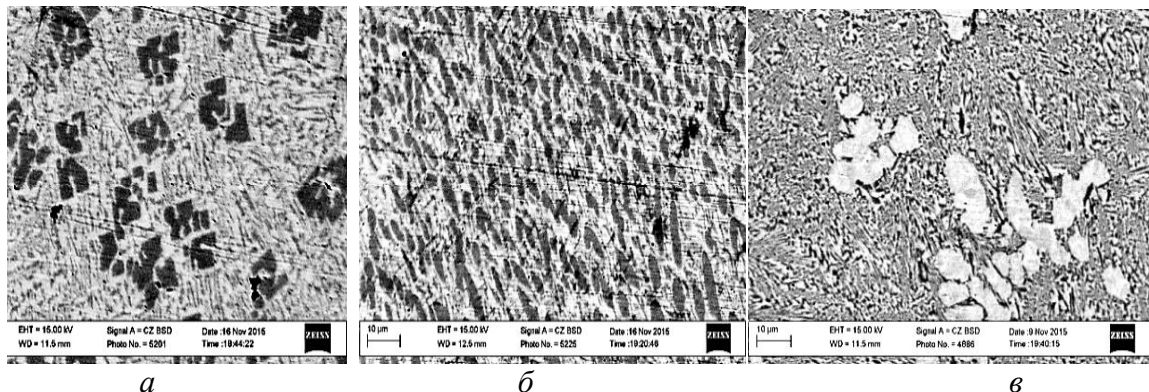 EHT = 15.00 kV Signal A = CZ BSD Date :16 Nov 2015
WD = 11.5 mm Photo No. = 5201 Time :18:44:22
ZEISS
10 µm EHT = 15.00 kV Signal A = CZ BSD Date :16 Nov 2015
WD = 12.5 mm Photo No. = 5225 Time :19:20:46
ZEISS
10 µm EHT = 15.00 kV Signal A = CZ BSD Date :9 Nov 2015
WD = 11.5 mm Photo No. = 4886 Time :19:40:15
ZEISS
а б в